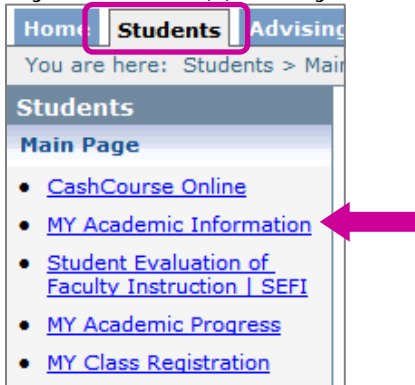 Home Students Advising
You are here: Students > Mai
Students
Main Page
CashCourse Online
MY Academic Information
Student Evaluation of
Faculty Instruction | SEFI
MY Academic Progress
MY Class Registration